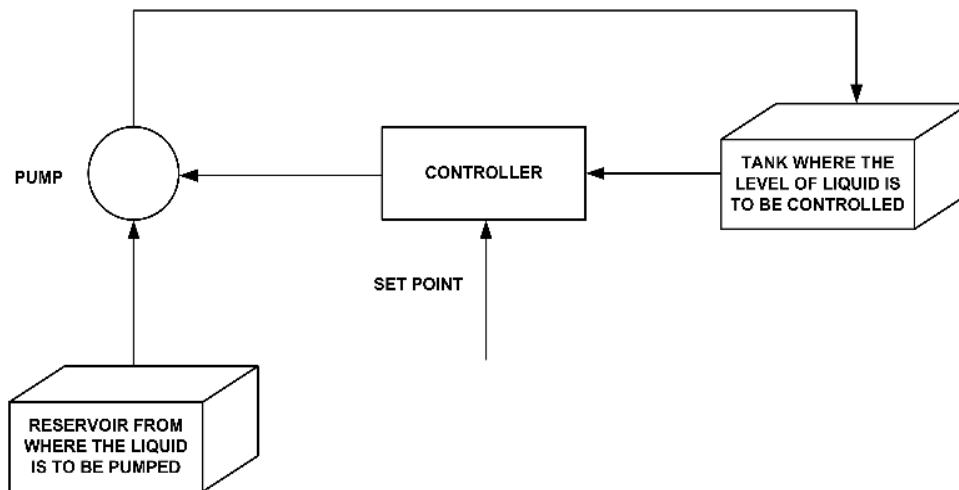 PUMP
CONTROLLER
TANK WHERE THE
LEVEL OF LIQUID IS
TO BE CONTROLLED
SET POINT
RESERVOIR FROM
WHERE THE LIQUID
IS TO BE PUMPED